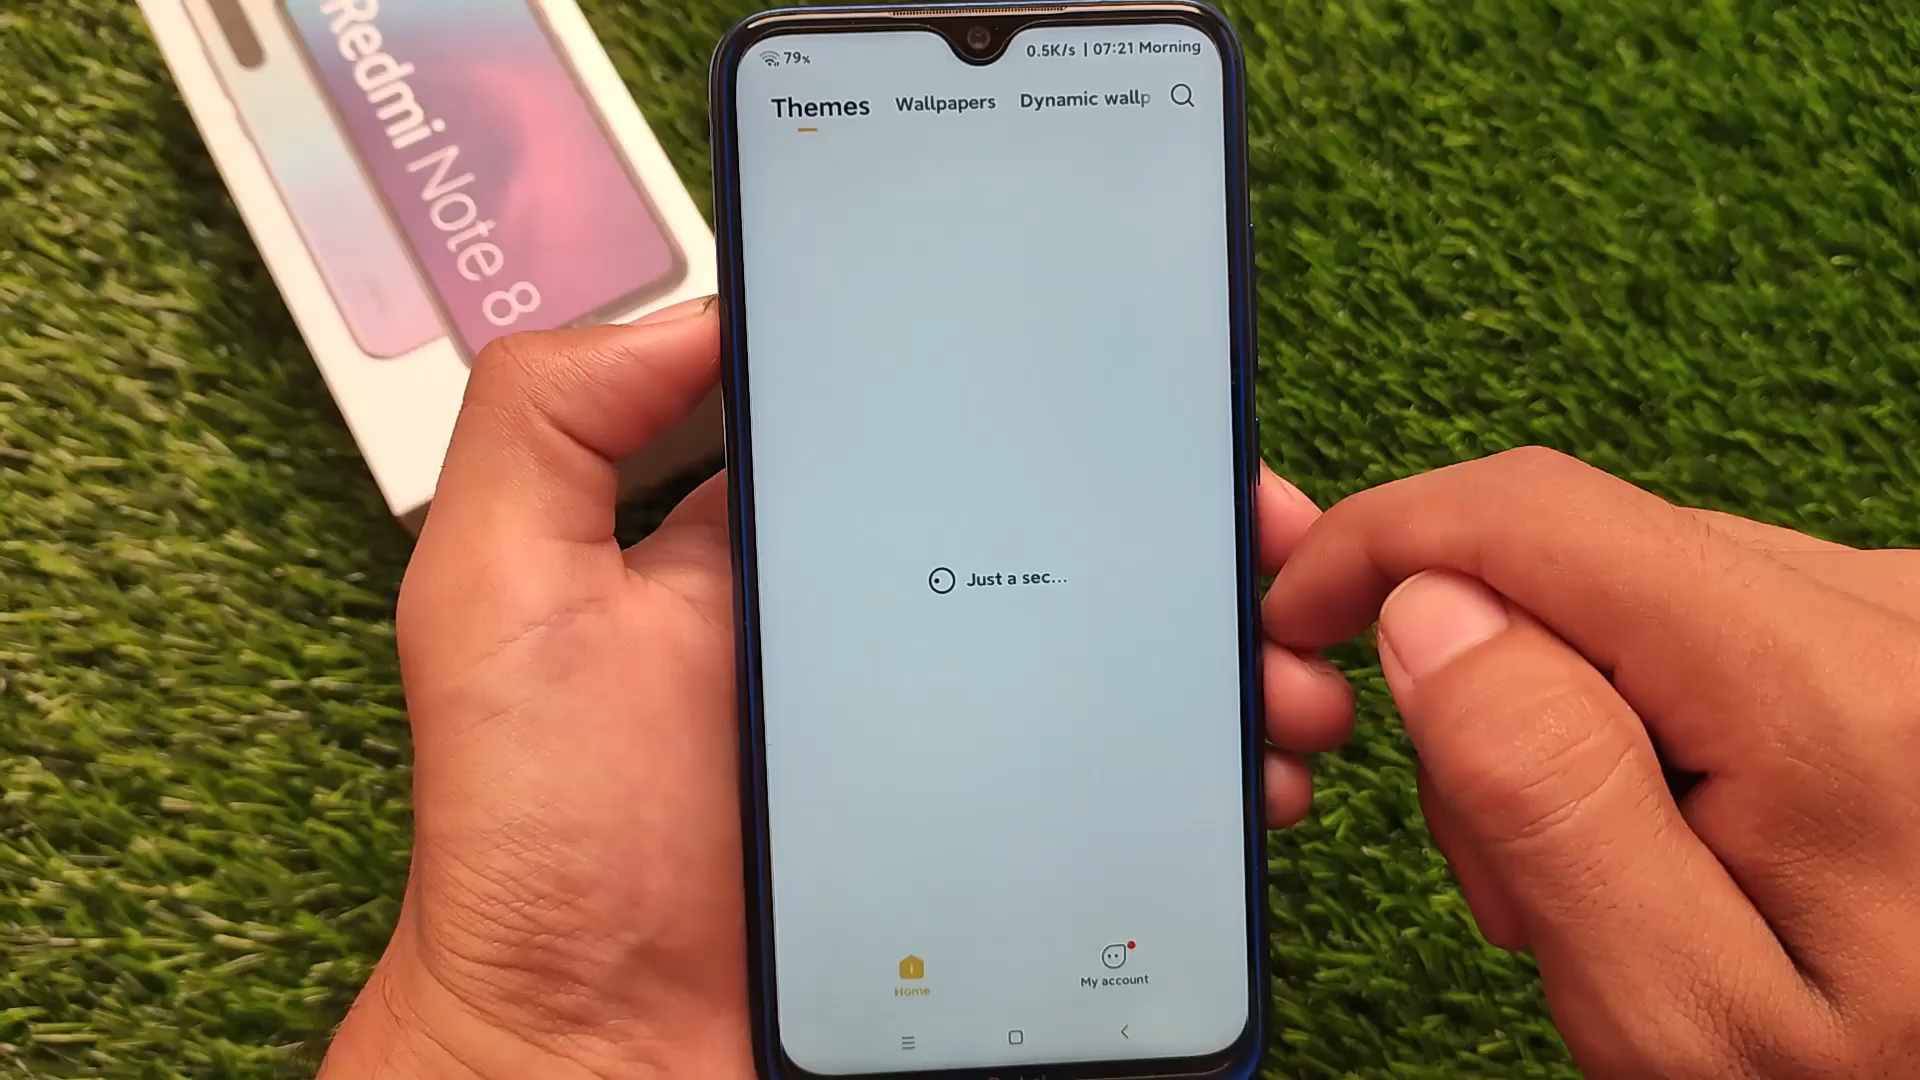 Redmi Note 8
79%
0.5K/s | 07:21 Morning
Themes
Wallpapers
Dynamic wallp
Just a sec...
Home
My account